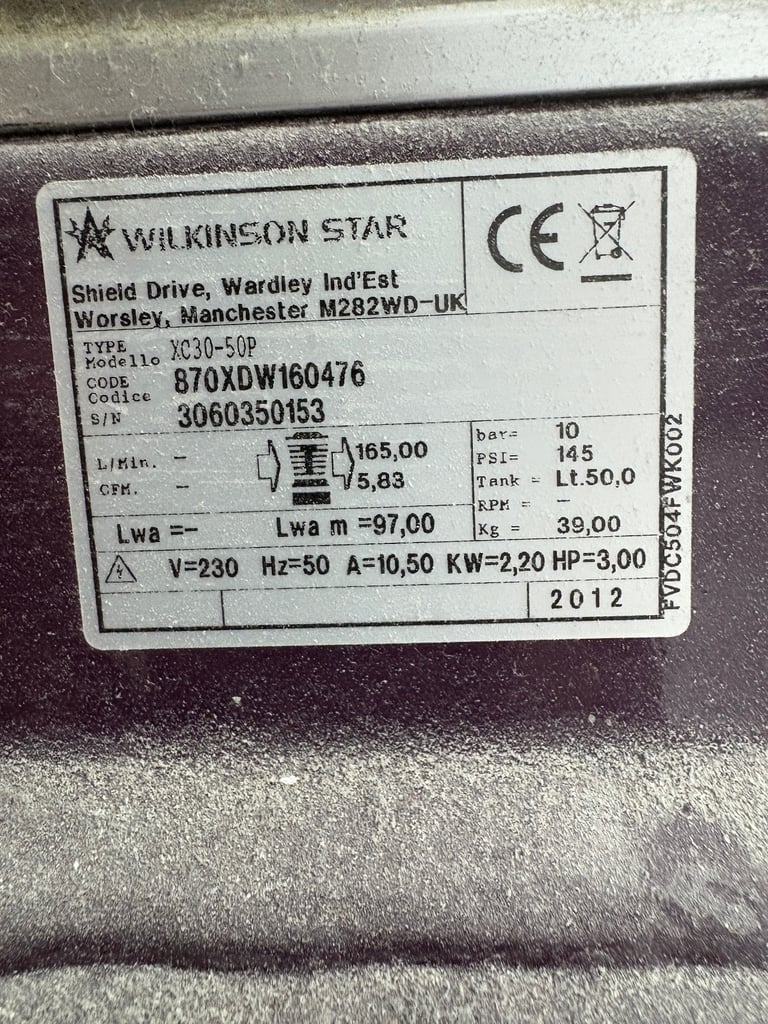 WILKINSON STAR
CE
Shield Drive, Wardley Ind'Est
Worsley, Manchester M282WD-UK
TYPE
Modello XC30-50P
CODE
Codice 870XDW160476
S/N 3060350153
L/Min. - 165,00
CFM. - 5,83
bar= 10
PSI= 145
Tank = Lt.50,0
RPM = -
Kg = 39,00
Lwa =- Lwa m =97,00
V=230 Hz=50 A=10,50 KW=2,20 HP=3,00
2012
FVDC504FWK002